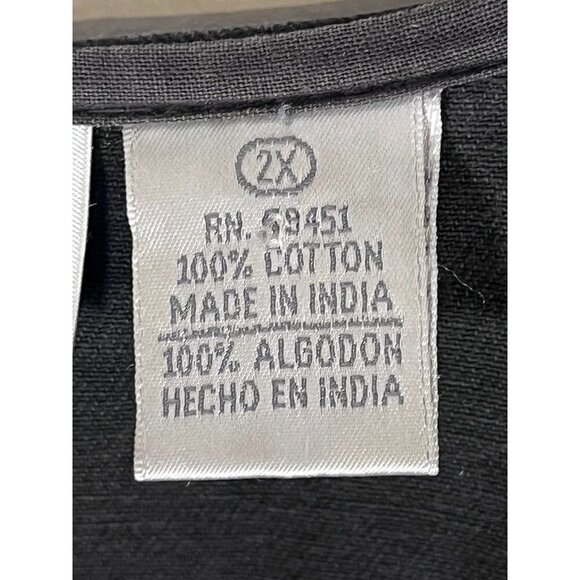 2X
RN. 59451
100% COTTON
MADE IN INDIA
100% ALGODON
HECHO EN INDIA